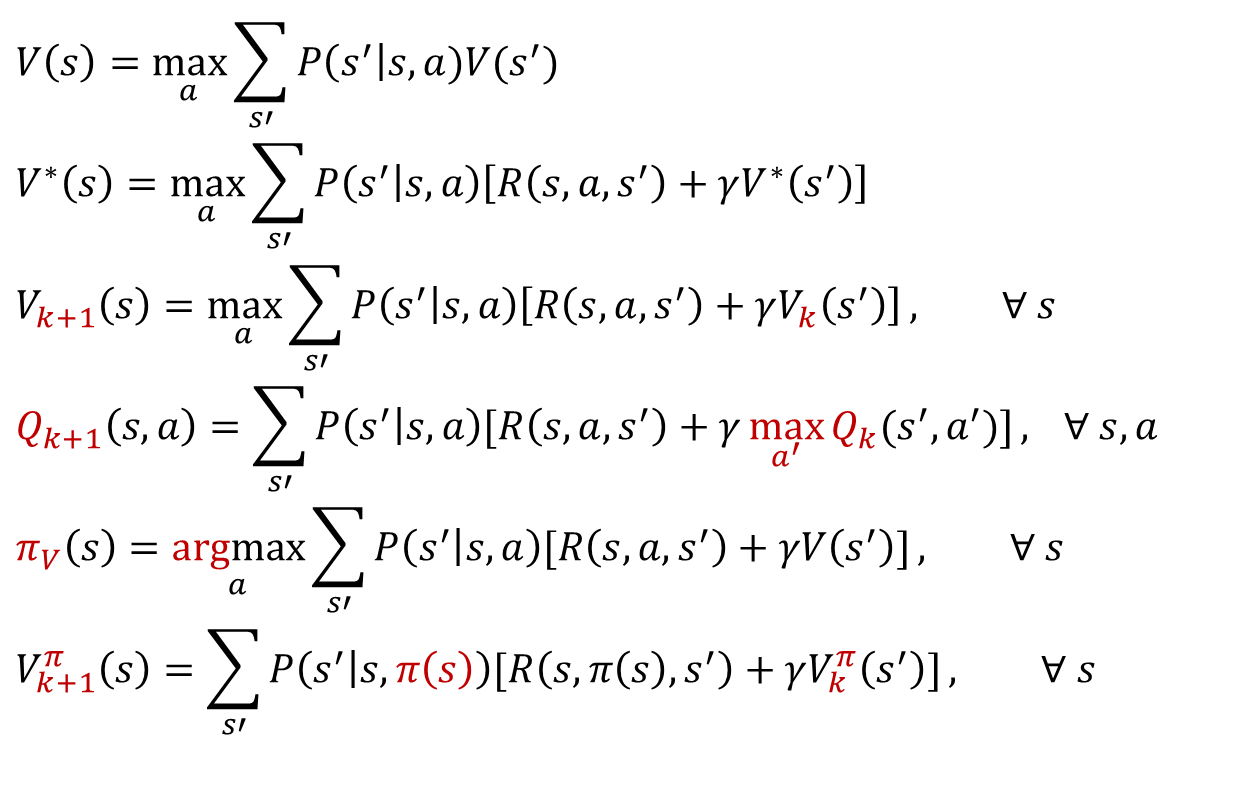 V(s) = max_a ∑_{s′} P(s′|s, a)V(s′)
V*(s) = max_a ∑_{s′} P(s′|s, a)[R(s, a, s′) + γV*(s′)]
V_{k+1}(s) = max_a ∑_{s′} P(s′|s, a)[R(s, a, s′) + γV_k(s′)], ∀ s
Q_{k+1}(s, a) = ∑_{s′} P(s′|s, a)[R(s, a, s′) + γ max_{a′} Q_k(s′, a′)], ∀ s, a
π_V(s) = argmax_a ∑_{s′} P(s′|s, a)[R(s, a, s′) + γV(s′)], ∀ s
V^π_{k+1}(s) = ∑_{s′} P(s′|s, π(s))[R(s, π(s), s′) + γV^π_k(s′)], ∀ s